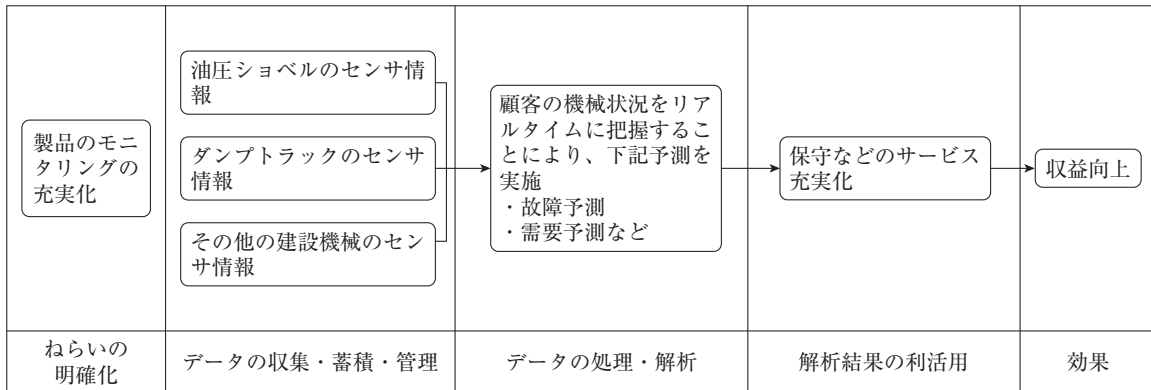 製品のモニ
タリングの
充実化
油圧ショベルのセンサ情
報
ダンプトラックのセンサ
情報
その他の建設機械のセン
サ情報
顧客の機械状況をリア
ルタイムに把握するこ
とにより、下記予測を
実施
・故障予測
・需要予測など
保守などのサービス
充実化
収益向上
ねらいの
明確化
データの収集・蓄積・管理
データの処理・解析
解析結果の利活用
効果